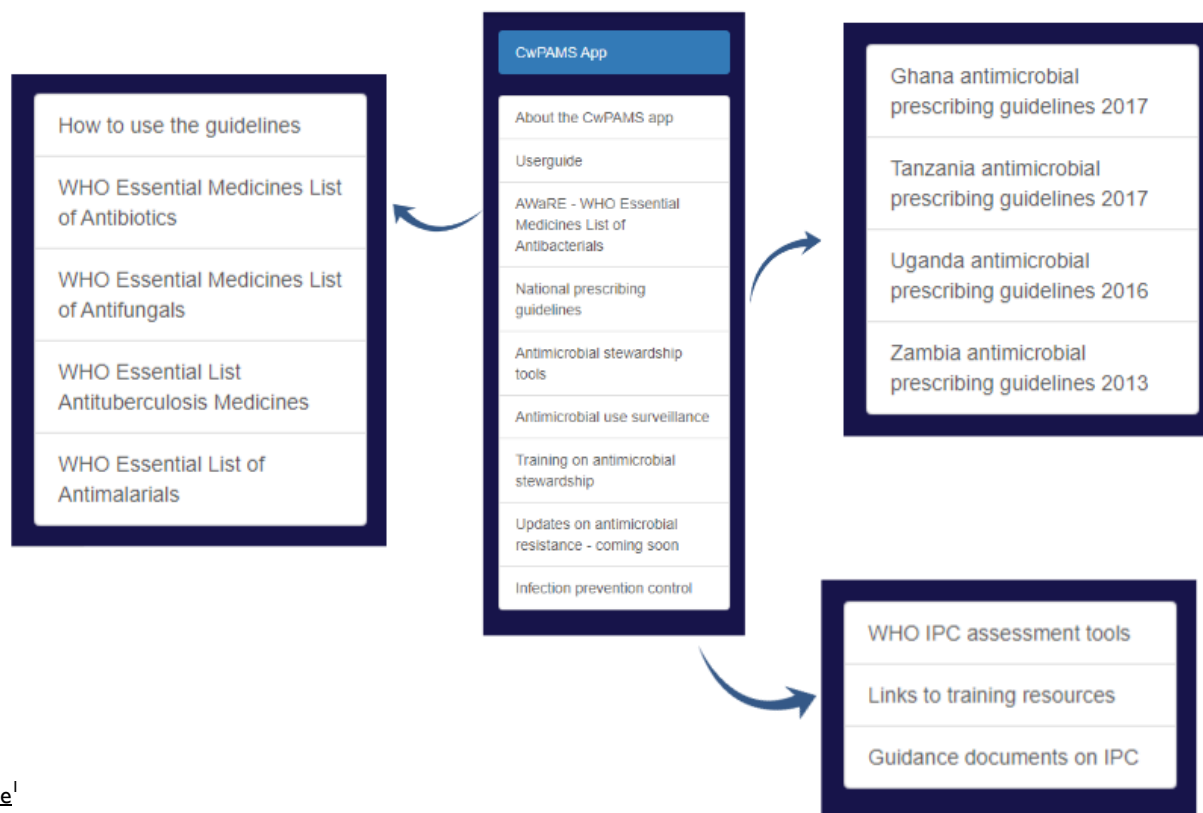 CwPAMS App
About the CwPAMS app
Userguide
AWaRE - WHO Essential
Medicines List of
Antibacterials
National prescribing
guidelines
Antimicrobial stewardship
tools
Antimicrobial use surveillance
Training on antimicrobial
stewardship
Updates on antimicrobial
resistance - coming soon
Infection prevention control
How to use the guidelines
WHO Essential Medicines List
of Antibiotics
WHO Essential Medicines List
of Antifungals
WHO Essential List
Antituberculosis Medicines
WHO Essential List of
Antimalarials
Ghana antimicrobial
prescribing guidelines 2017
Tanzania antimicrobial
prescribing guidelines 2017
Uganda antimicrobial
prescribing guidelines 2016
Zambia antimicrobial
prescribing guidelines 2013
WHO IPC assessment tools
Links to training resources
Guidance documents on IPC